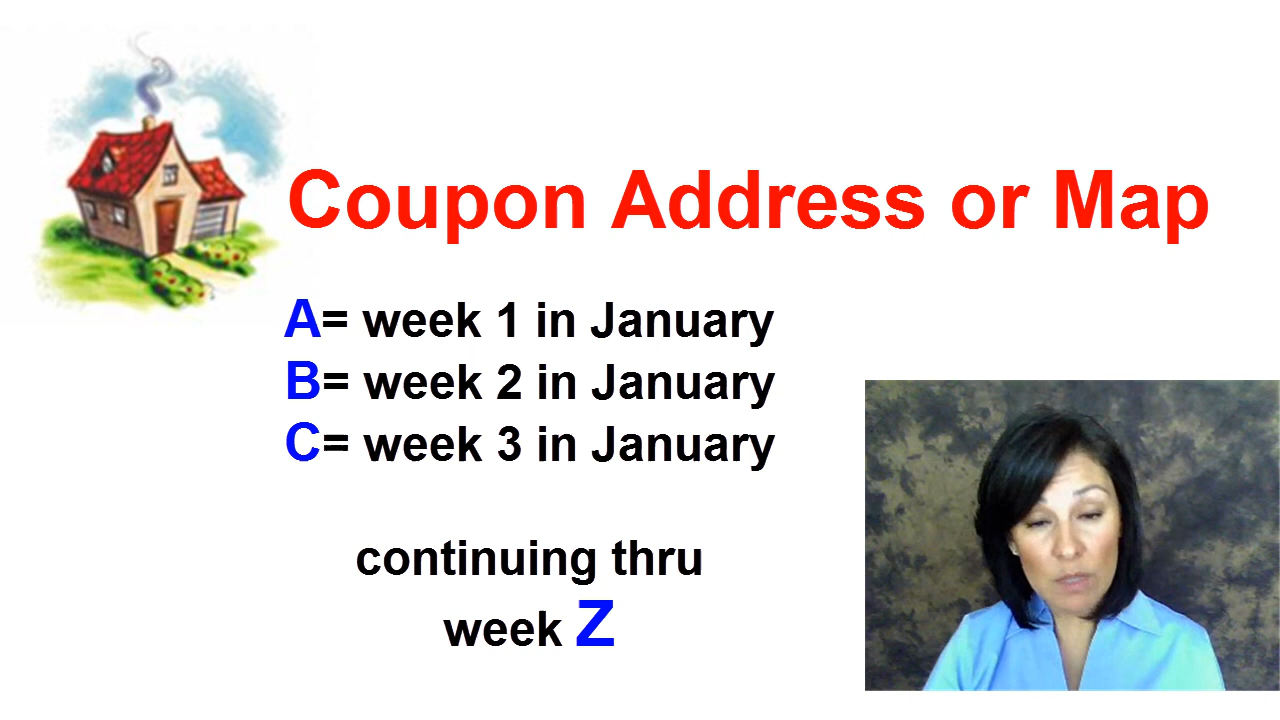 Coupon Address or Map
A= week 1 in January
B= week 2 in January
C= week 3 in January
continuing thru
week Z